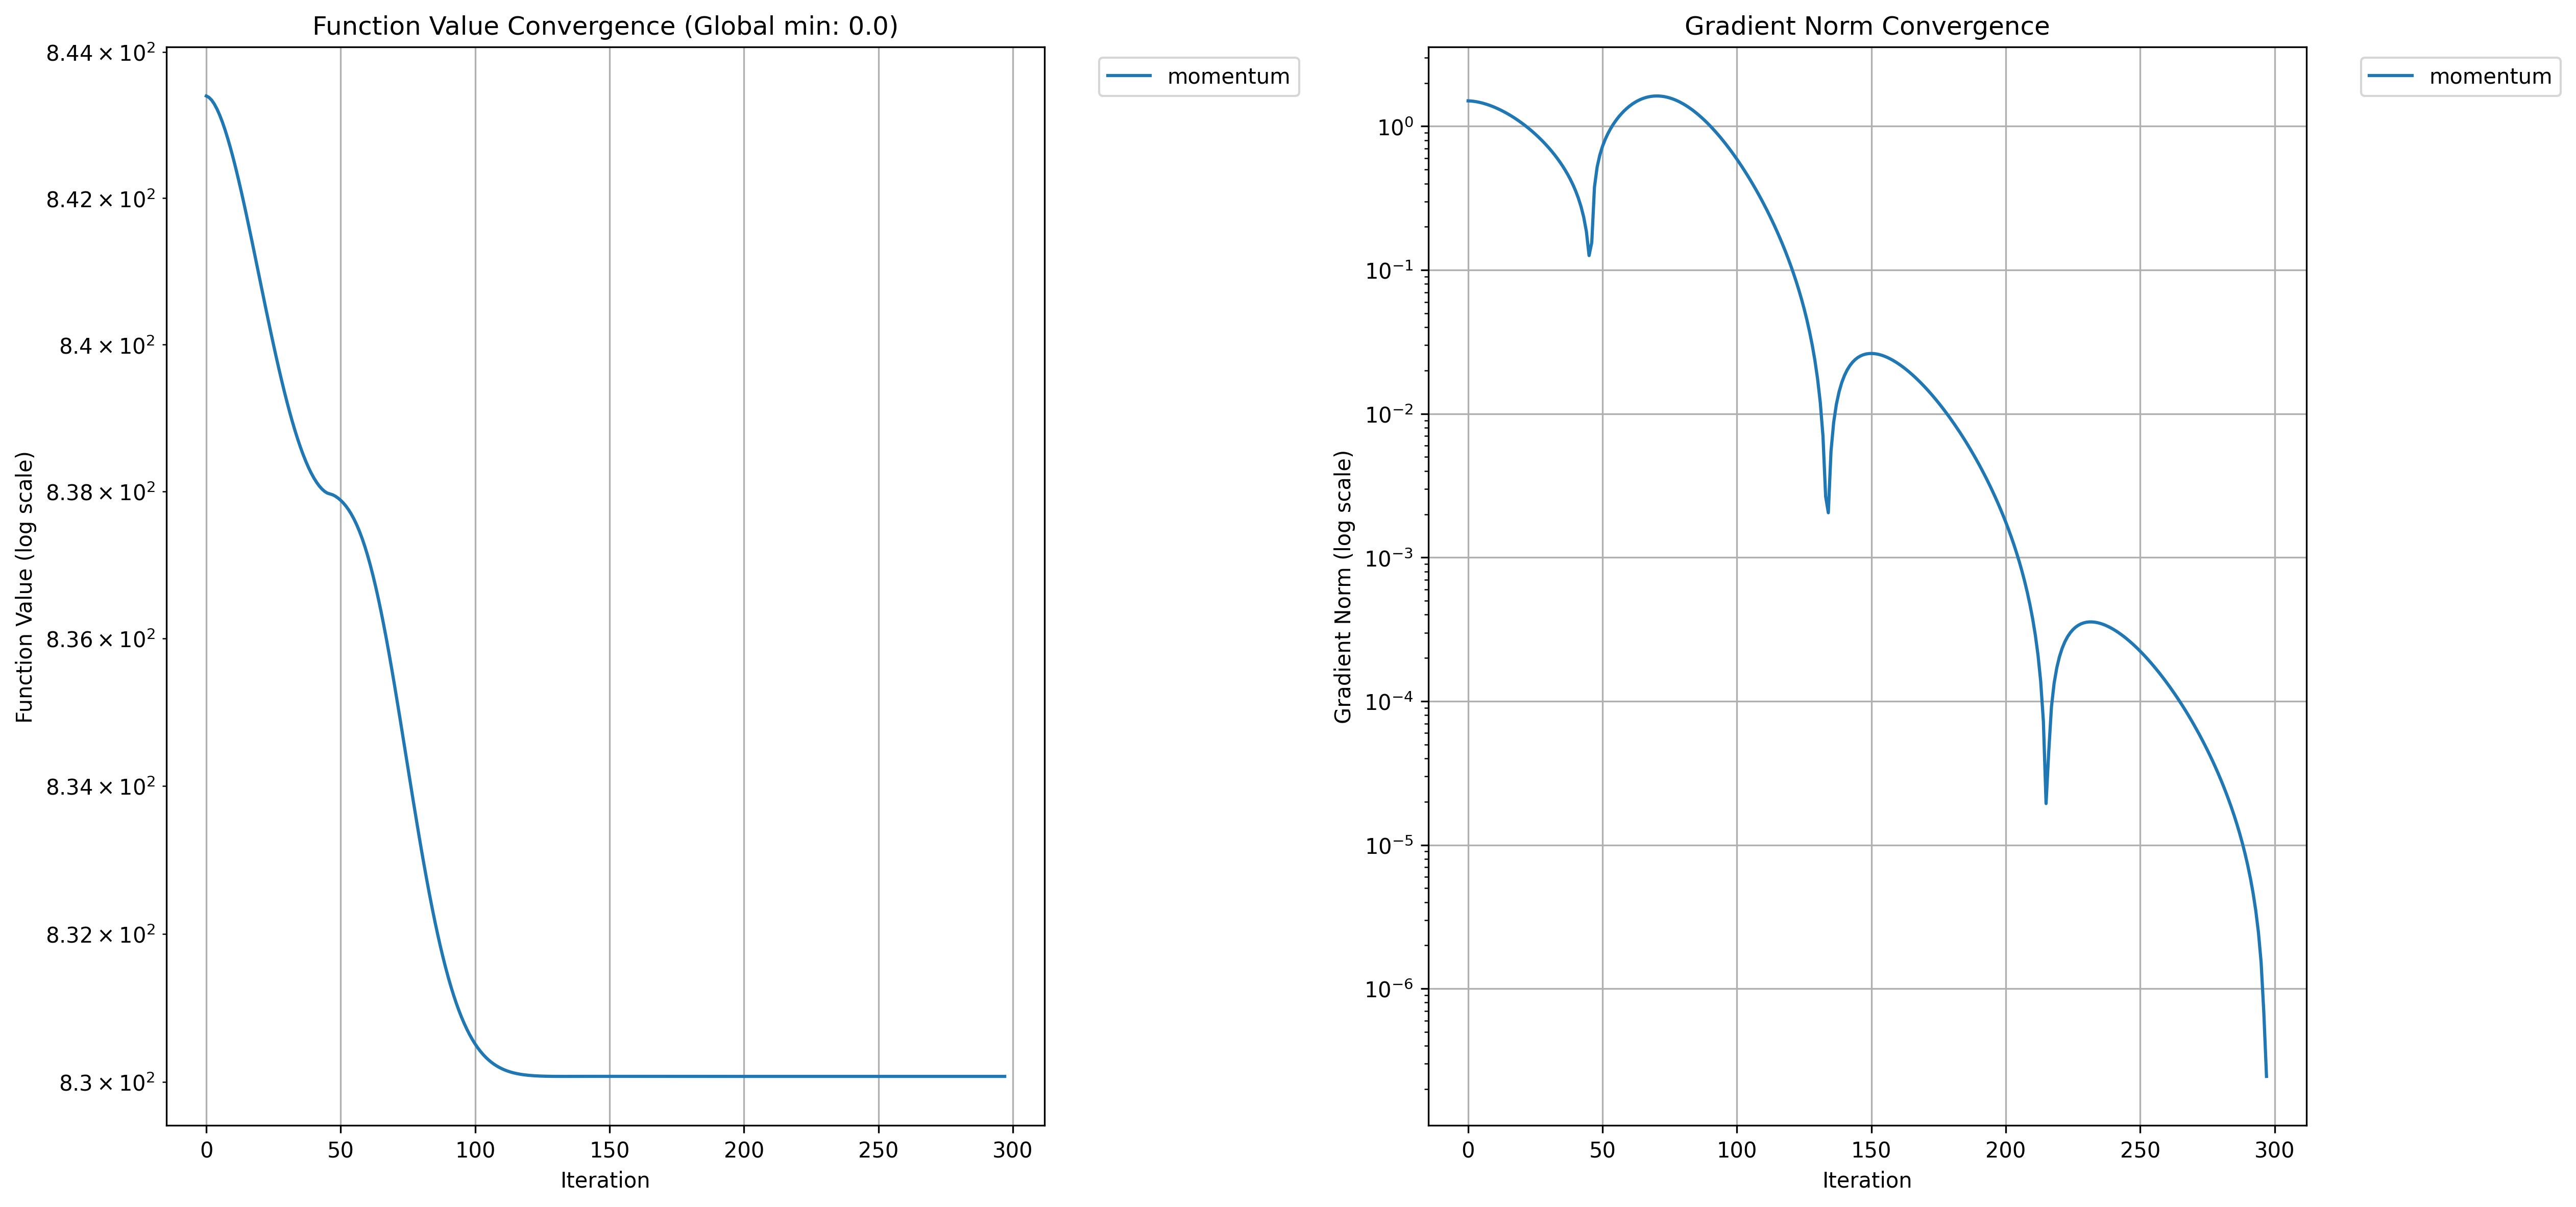 Function Value Convergence (Global min: 0.0)
Function Value (log scale)
8.44 × 10²
8.42 × 10²
8.4 × 10²
8.38 × 10²
8.36 × 10²
8.34 × 10²
8.32 × 10²
8.3 × 10²
0 50 100 150 200 250 300
Iteration
momentum
Gradient Norm Convergence
Gradient Norm (log scale)
10⁰
10⁻¹
10⁻²
10⁻³
10⁻⁴
10⁻⁵
10⁻⁶
0 50 100 150 200 250 300
Iteration
momentum